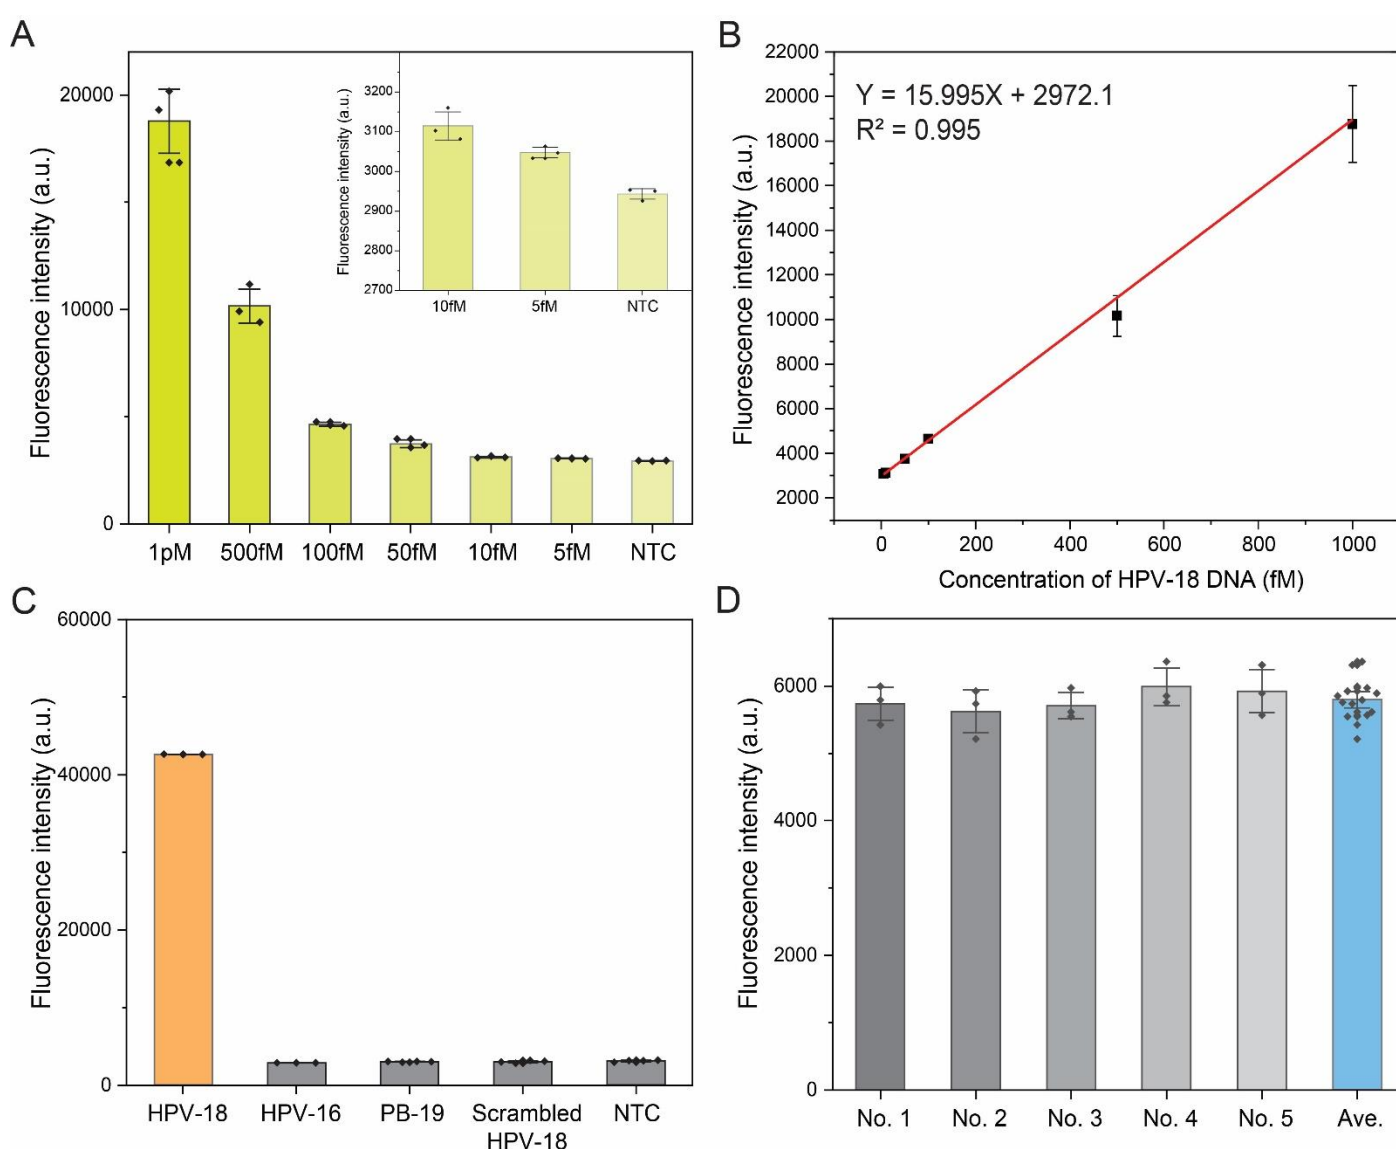 A
Fluorescence intensity (a.u.)
20000
10000
0
1pM 500fM 100fM 50fM 10fM 5fM NTC
Fluorescence intensity (a.u.)
3200
3100
3000
2900
2800
2700
10fM 5fM NTC
B
Fluorescence intensity (a.u.)
22000
20000
18000
16000
14000
12000
10000
8000
6000
4000
2000
Y = 15.995X + 2972.1
R² = 0.995
0 200 400 600 800 1000
Concentration of HPV-18 DNA (fM)
C
Fluorescence intensity (a.u.)
60000
40000
20000
0
HPV-18 HPV-16 PB-19 Scrambled NTC
HPV-18
D
Fluorescence intensity (a.u.)
6000
4000
2000
0
No. 1 No. 2 No. 3 No. 4 No. 5 Ave.